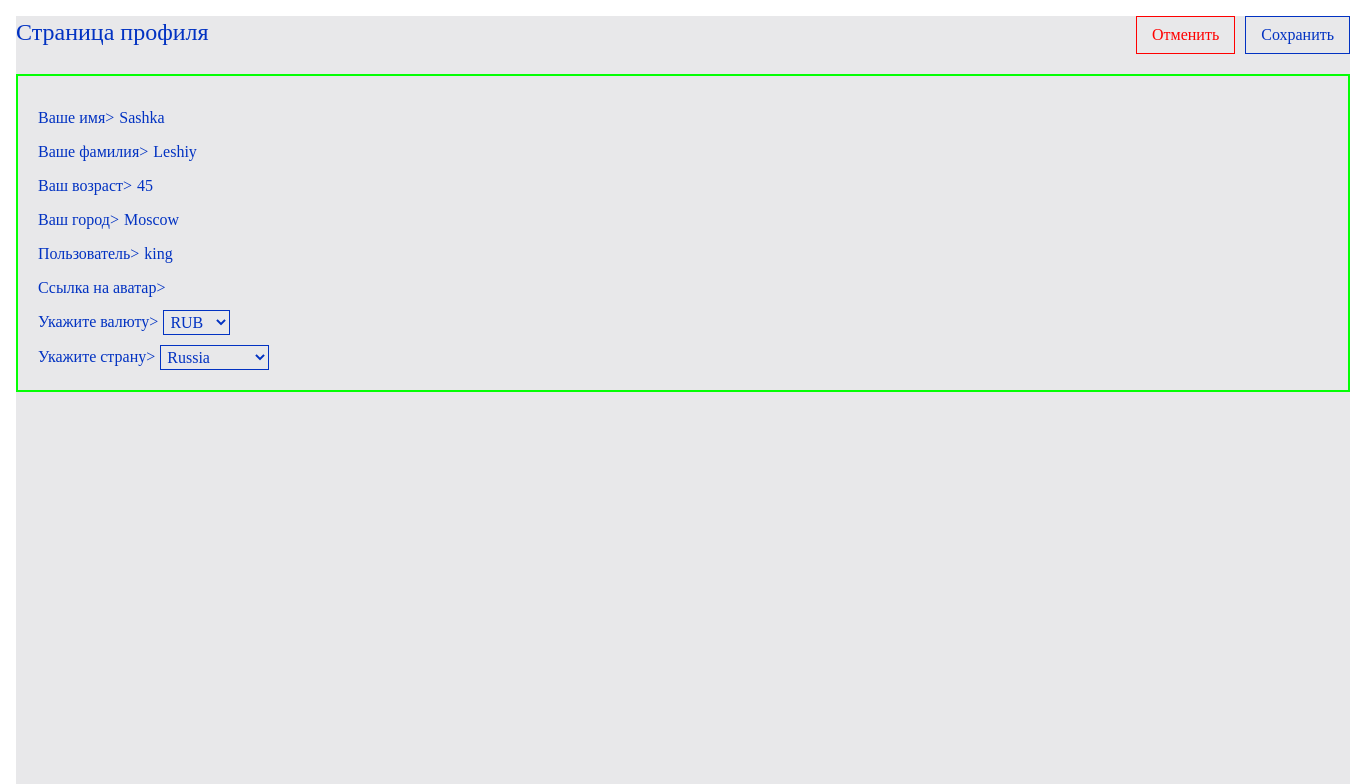 Страница профиля
Отменить
Сохранить
Ваше имя> Sashka
Ваше фамилия> Leshiy
Ваш возраст> 45
Ваш город> Moscow
Пользователь> king
Ссылка на аватар>
Укажите валюту> RUB
Укажите страну> Russia